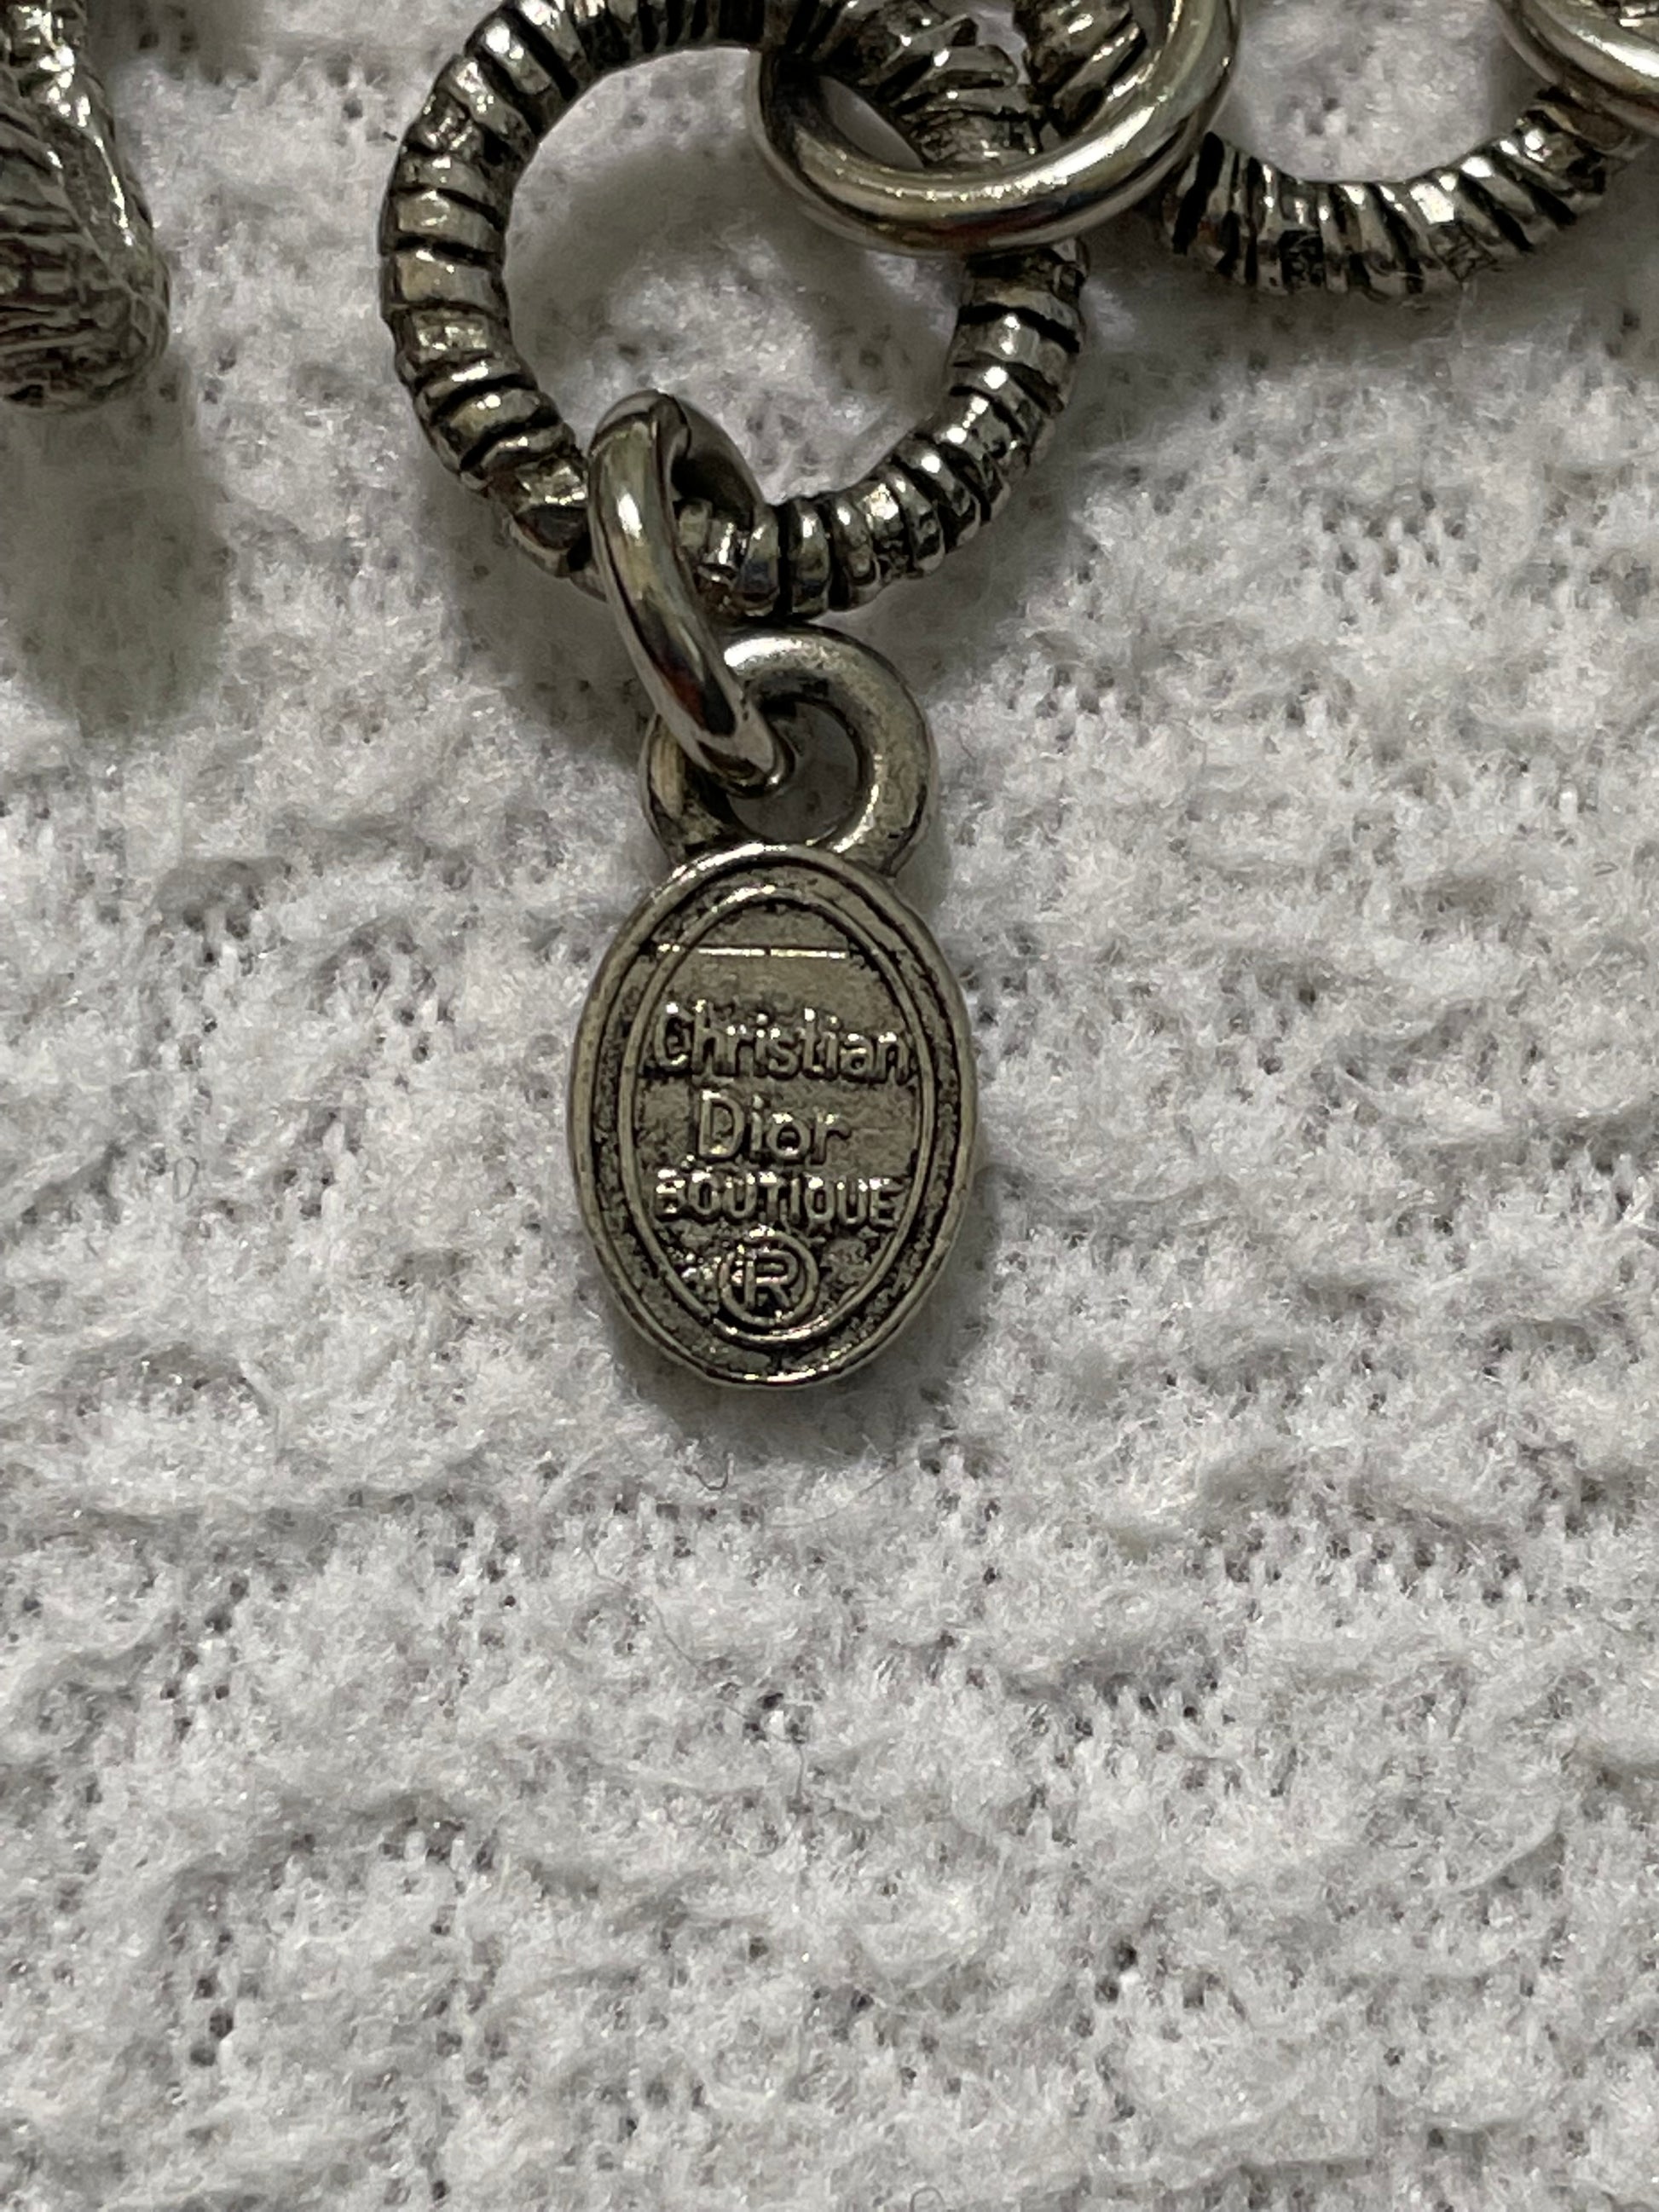 Christian
Dior
BOUTIQUE
®